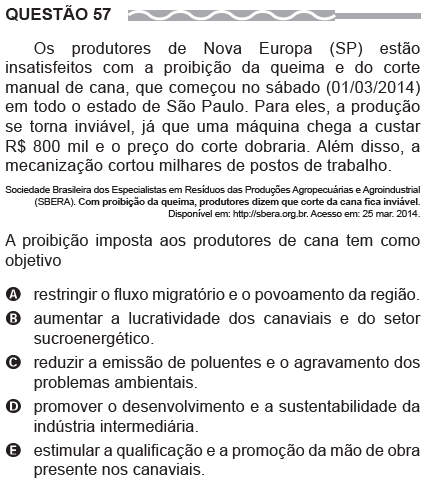 QUESTÃO 57
Os produtores de Nova Europa (SP) estão
insatisfeitos com a proibição da queima e do corte
manual de cana, que começou no sábado (01/03/2014)
em todo o estado de São Paulo. Para eles, a produção
se torna inviável, já que uma máquina chega a custar
R$ 800 mil e o preço do corte dobraria. Além disso, a
mecanização cortou milhares de postos de trabalho.
Sociedade Brasileira dos Especialistas em Resíduos das Produções Agropecuárias e Agroindustrial
(SBERA). Com proibição da queima, produtores dizem que corte da cana fica inviável.
Disponível em: http://sbera.org.br. Acesso em: 25 mar. 2014.
A proibição imposta aos produtores de cana tem como
objetivo
A restringir o fluxo migratório e o povoamento da região.
B aumentar a lucratividade dos canaviais e do setor
sucroenergético.
C reduzir a emissão de poluentes e o agravamento dos
problemas ambientais.
D promover o desenvolvimento e a sustentabilidade da
indústria intermediária.
E estimular a qualificação e a promoção da mão de obra
presente nos canaviais.